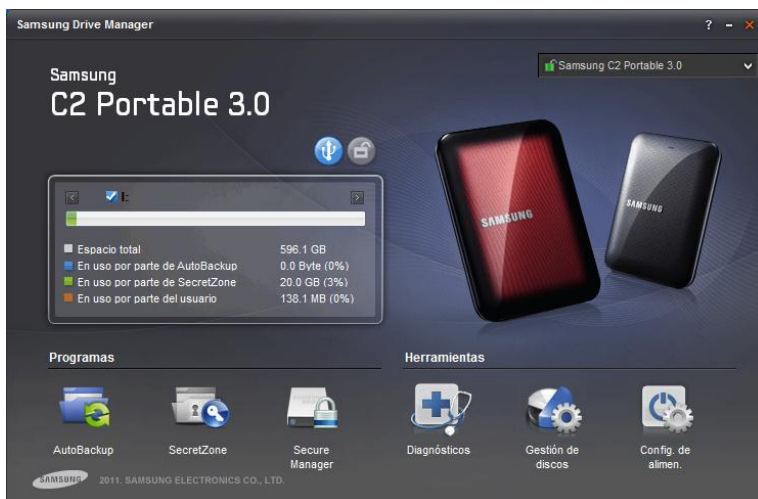 Samsung Drive Manager
Samsung C2 Portable 3.0
Samsung
C2 Portable 3.0
I:
Espacio total 596.1 GB
En uso por parte de AutoBackup 0.0 Byte (0%)
En uso por parte de SecretZone 20.0 GB (3%)
En uso por parte del usuario 138.1 MB (0%)
SAMSUNG
SAMSUNG
Programas
Herramientas
AutoBackup
SecretZone
Secure
Manager
Diagnósticos
Gestión de
discos
Config. de
alimen.
SAMSUNG 2011. SAMSUNG ELECTRONICS CO., LTD.